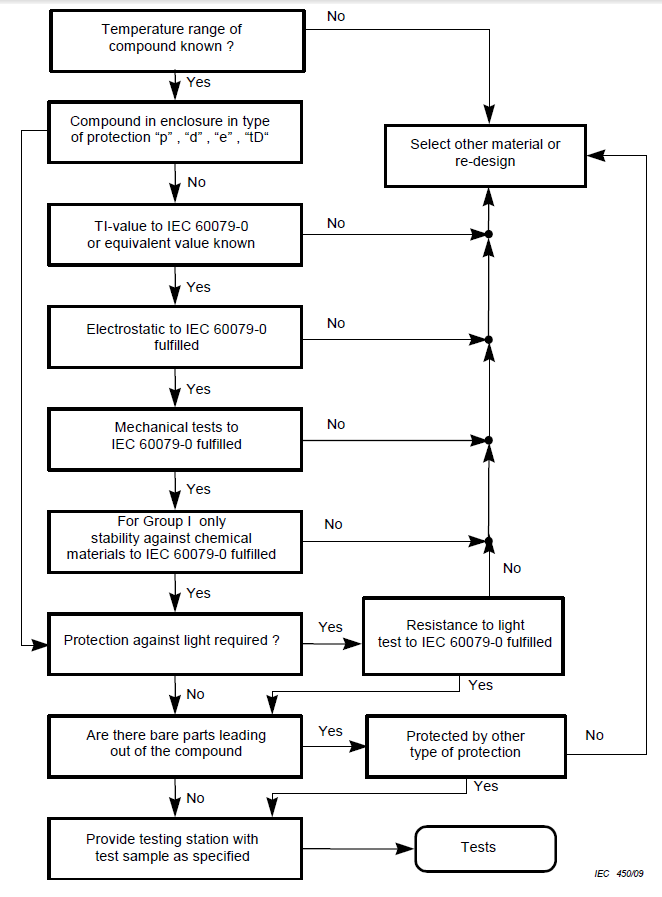 Temperature range of
compound known ?
No
Yes
Compound in enclosure in type
of protection “p” , “d” , “e” , “tD“
Select other material or
re-design
No
TI-value to IEC 60079-0
or equivalent value known
No
Yes
Electrostatic to IEC 60079-0
fulfilled
No
Yes
Mechanical tests to
IEC 60079-0 fulfilled
No
Yes
For Group I only
stability against chemical
materials to IEC 60079-0 fulfilled
No
No
Yes
Protection against light required ?
Yes
Resistance to light
test to IEC 60079-0 fulfilled
Yes
No
Are there bare parts leading
out of the compound
Yes
Protected by other
type of protection
No
Yes
No
Provide testing station with
test sample as specified
Tests
IEC 450/09